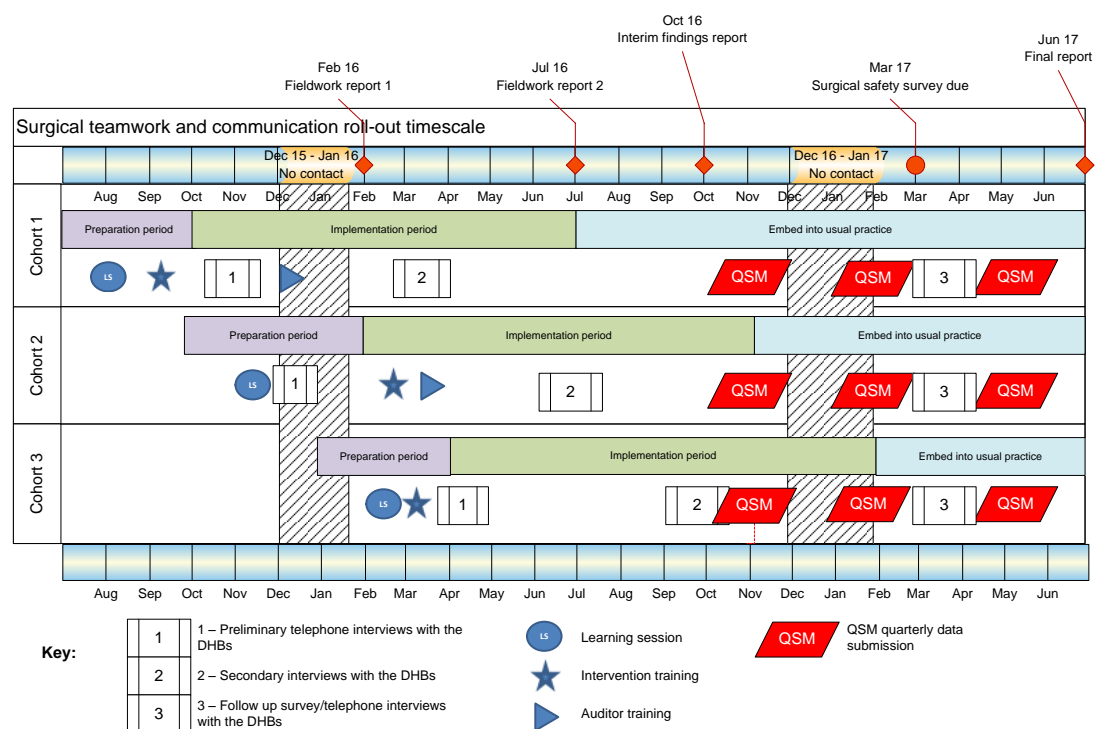 Oct 16
Interim findings report
Jun 17
Final report
Feb 16
Fieldwork report 1
Jul 16
Fieldwork report 2
Mar 17
Surgical safety survey due
Surgical teamwork and communication roll-out timescale
Dec 15 - Jan 16
No contact
Dec 16 - Jan 17
No contact
Aug Sep Oct Nov Dec Jan Feb Mar Apr May Jun Jul Aug Sep Oct Nov Dec Jan Feb Mar Apr May Jun
Cohort 1
Preparation period Implementation period Embed into usual practice
LS 1 2 QSM QSM 3 QSM
Cohort 2
Preparation period Implementation period Embed into usual practice
LS 1 2 QSM QSM 3 QSM
Cohort 3
Preparation period Implementation period Embed into usual practice
LS 1 2 QSM QSM 3 QSM
Aug Sep Oct Nov Dec Jan Feb Mar Apr May Jun Jul Aug Sep Oct Nov Dec Jan Feb Mar Apr May Jun
Key:
1 1 – Preliminary telephone interviews with the
DHBs
2 2 – Secondary interviews with the DHBs
3 3 – Follow up survey/telephone interviews
with the DHBs
LS Learning session
Intervention training
Auditor training
QSM QSM quarterly data
submission